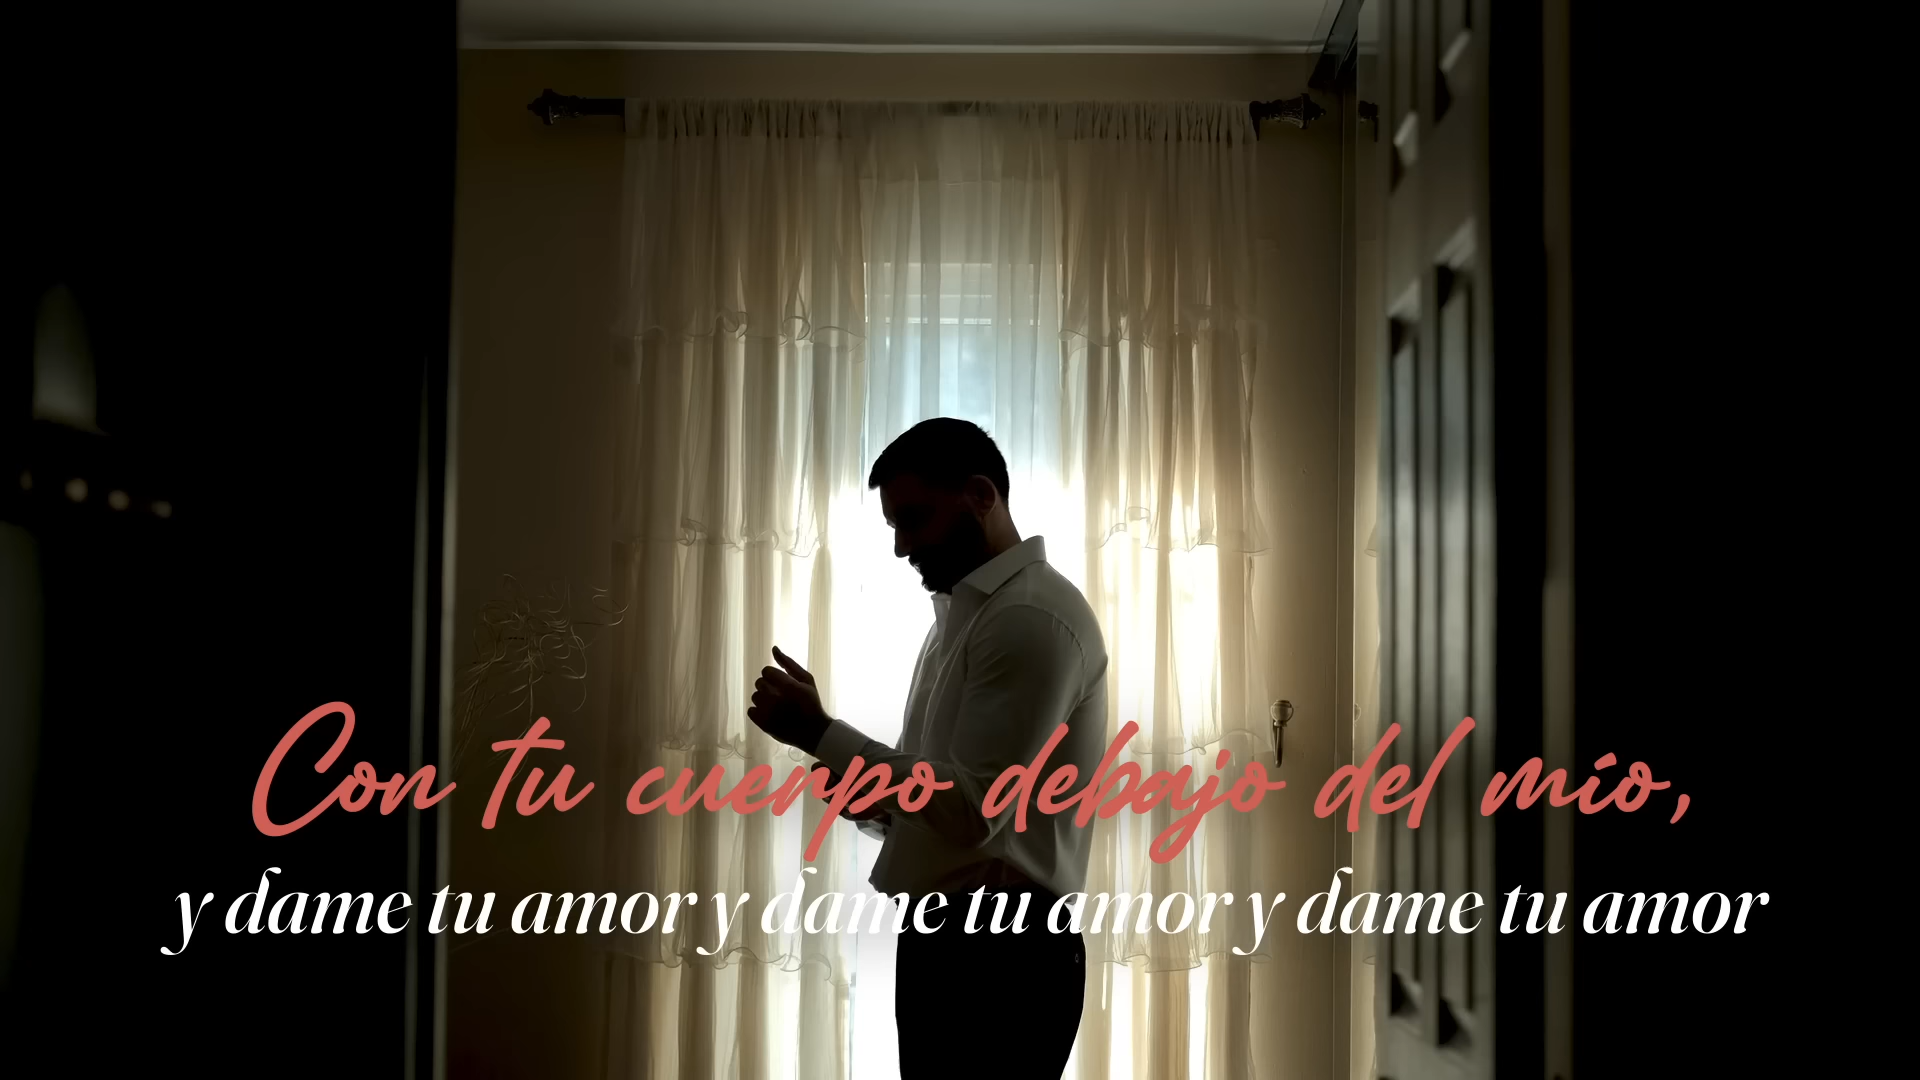 Con tu cuerpo debajo del mío,
y dame tu amor y dame tu amor y dame tu amor